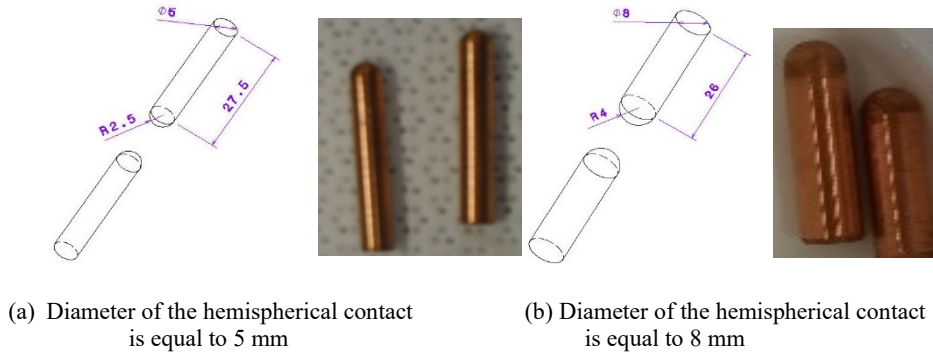 Φ5
27.5
R2.5
Φ8
26
R4
(a) Diameter of the hemispherical contact
is equal to 5 mm
(b) Diameter of the hemispherical contact
is equal to 8 mm